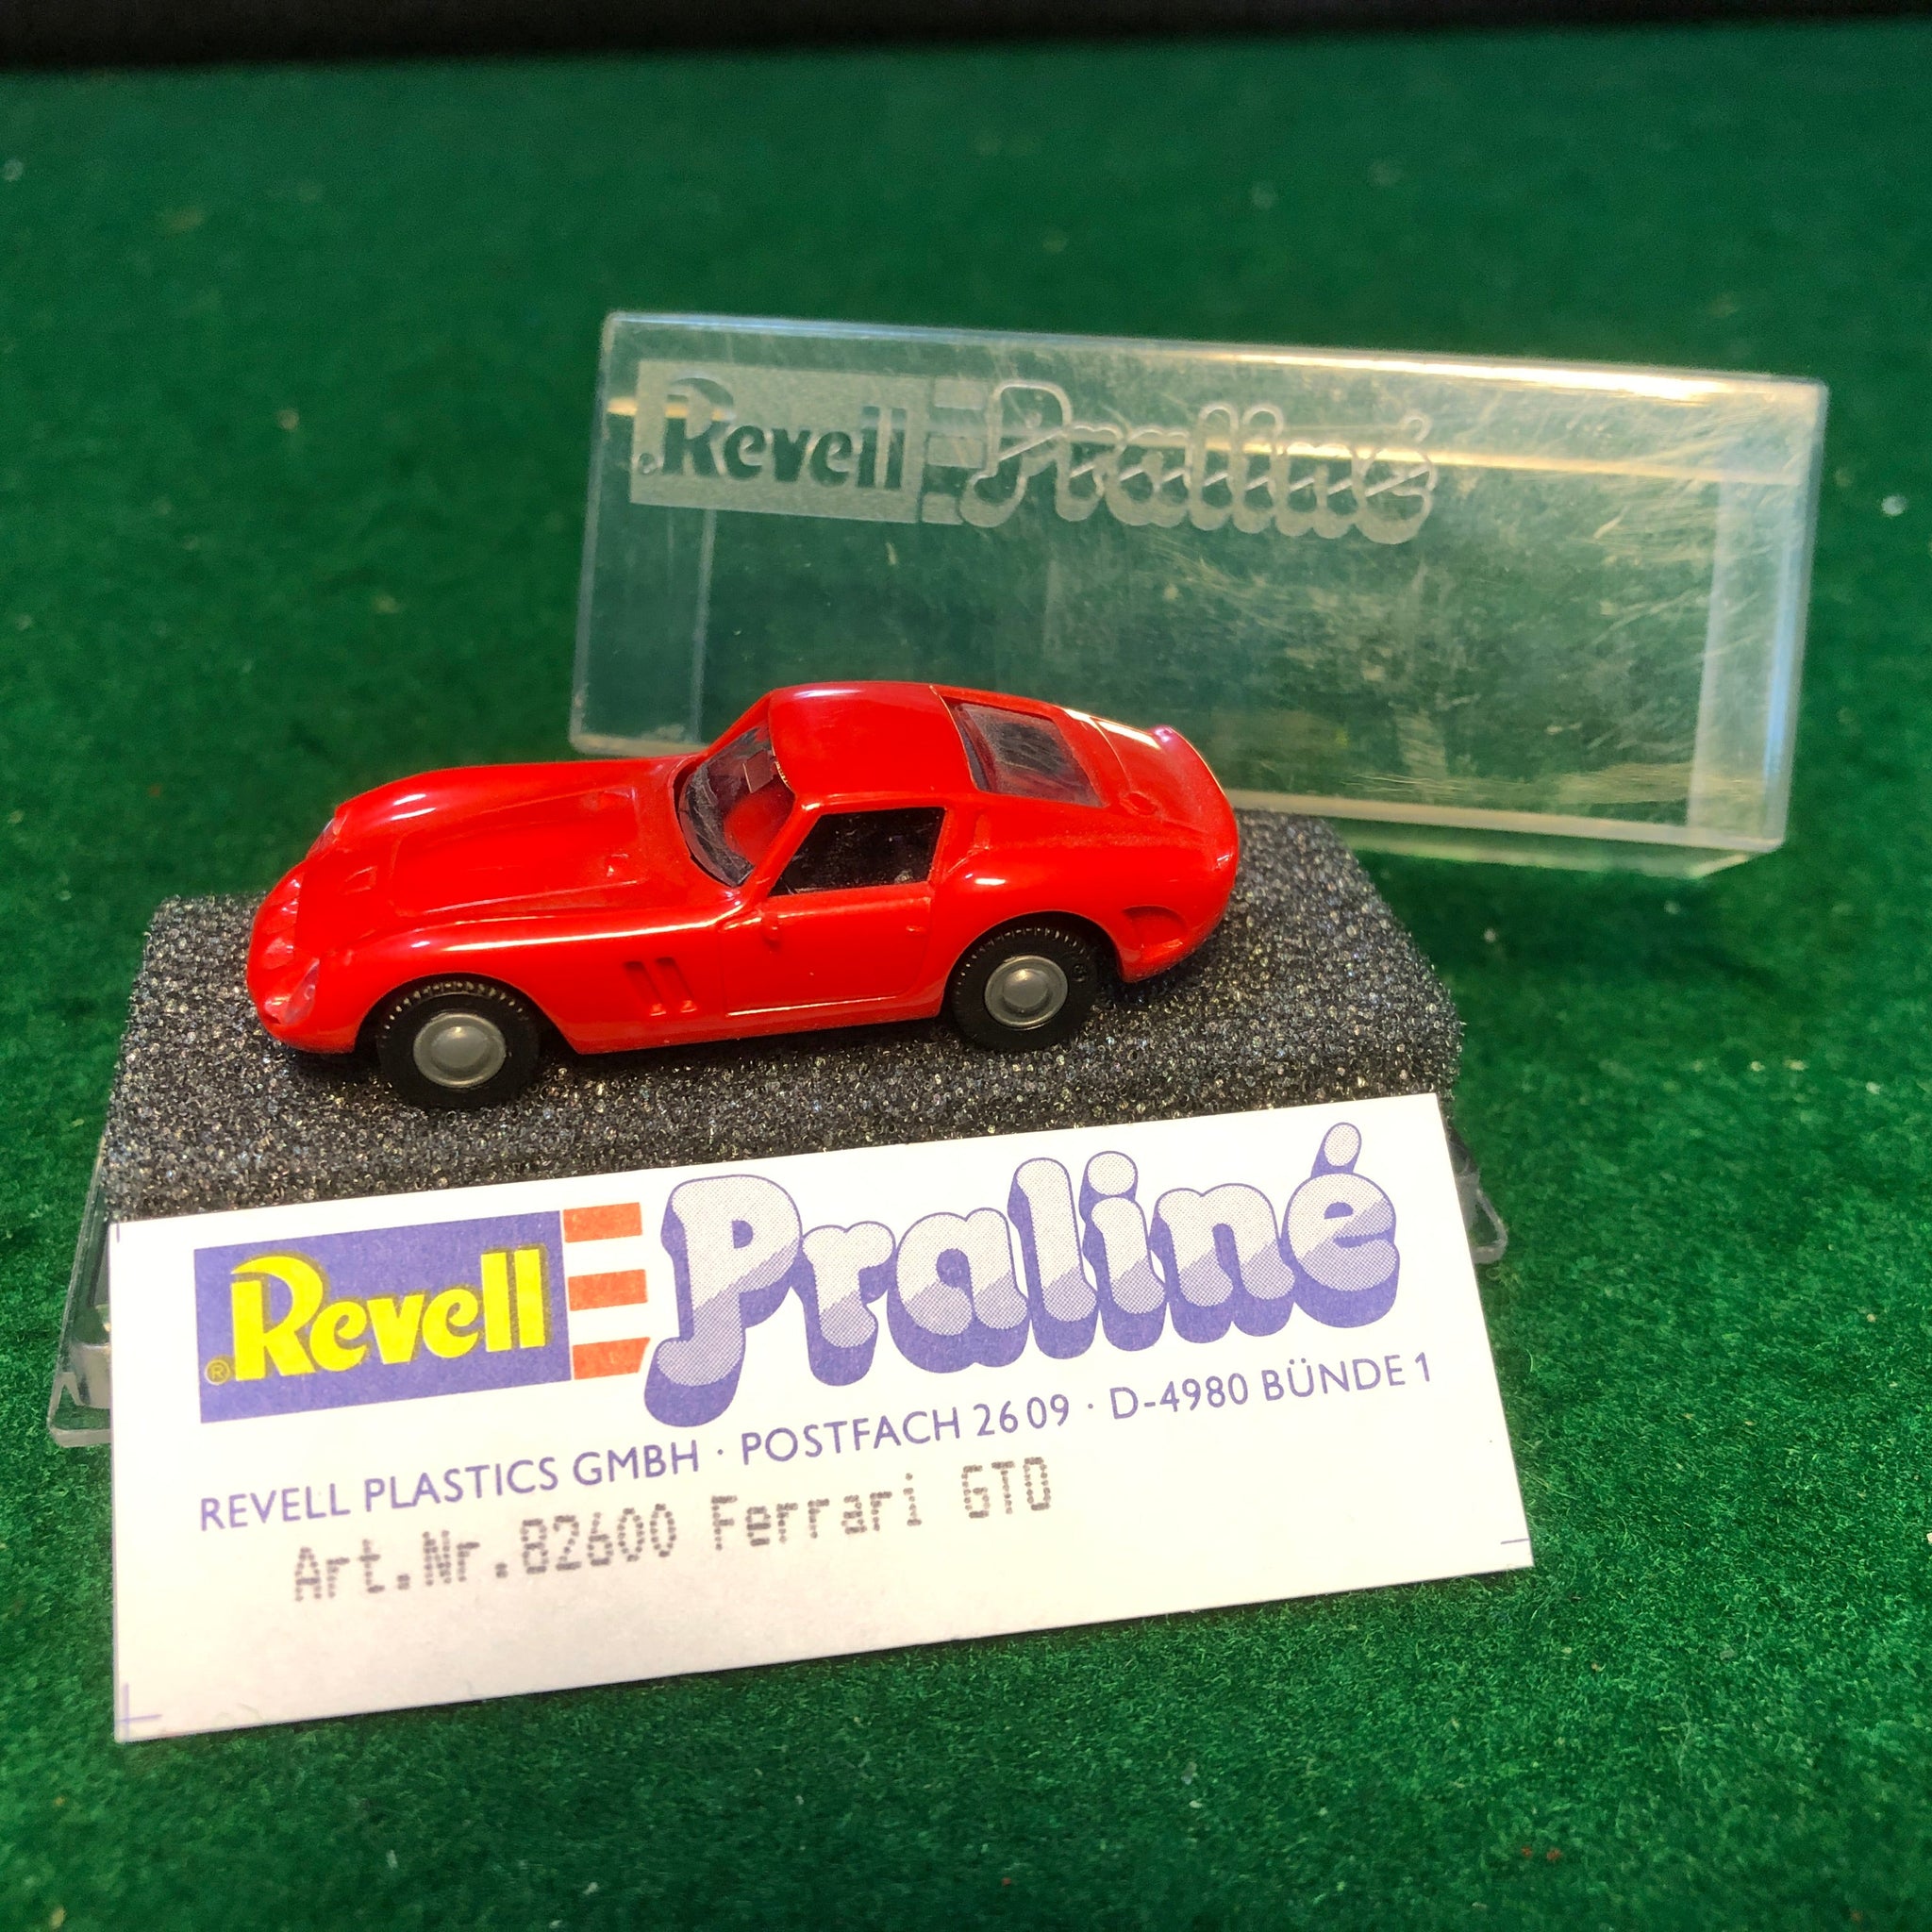 Revell Praliné
Revell Praliné
® REVELL PLASTICS GMBH · POSTFACH 26 09 · D-4980 BÜNDE 1
Art.Nr.82600 Ferrari GTO